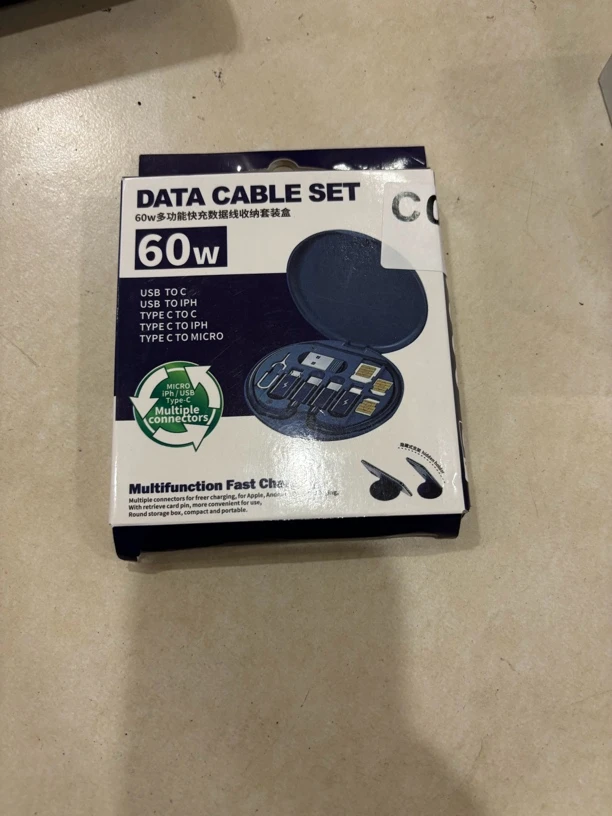 DATA CABLE SET
60w多功能快充数据线收纳套装盒
60w
USB TO C
USB TO IPH
TYPE C TO C
TYPE C TO IPH
TYPE C TO MICRO
MICRO
iPh / USB
Type-C
Multiple
connectors
Multifunction Fast
Multiple connectors for freer charging, for Apple,
With retrieve card pin, more convenient for use,
Round storage box, compact and portable.